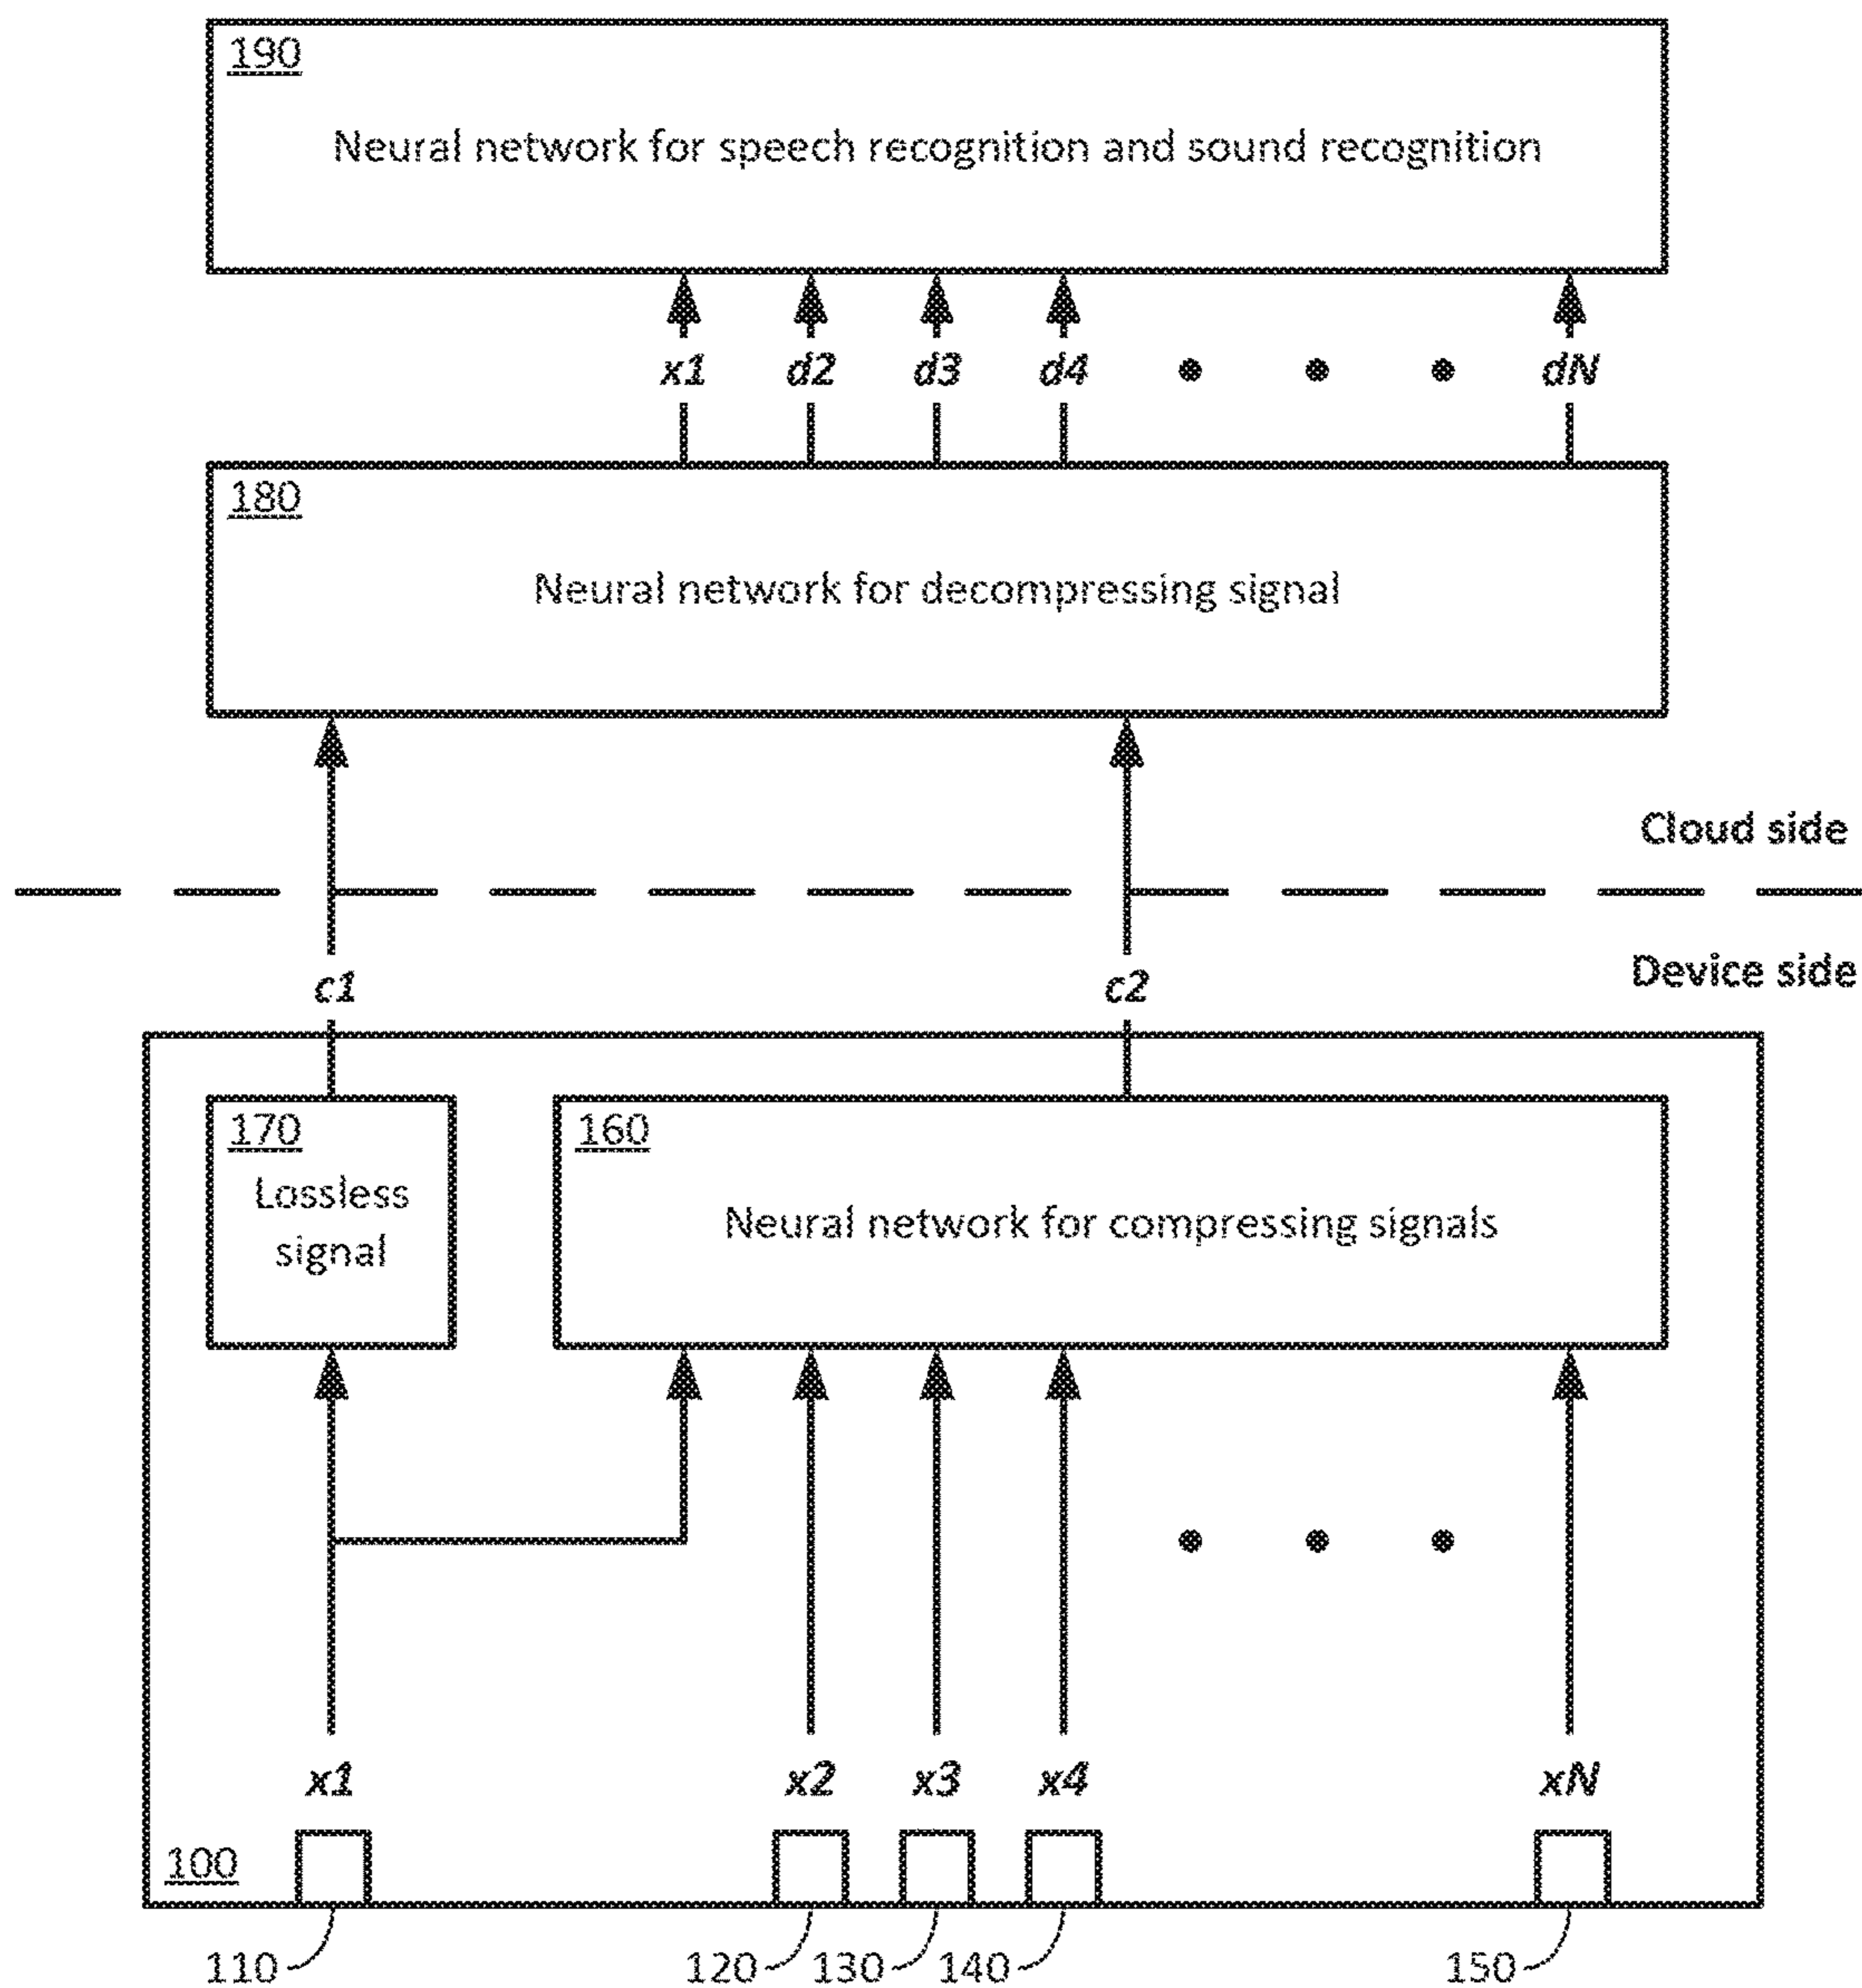 190
Neural network for speech recognition and sound recognition
x1 d2 d3 d4 dN
180
Neural network for decompressing signal
Cloud side
Device side
c1 c2
170
Lossless
signal
160
Neural network for compressing signals
x1 x2 x3 x4 xN
100
110 120 130 140 150